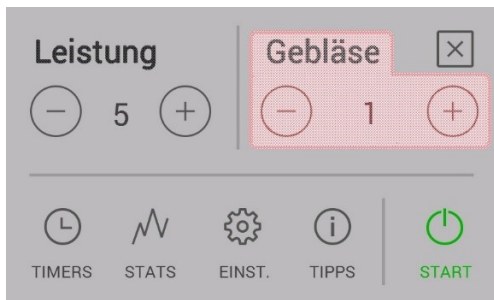 Leistung
Gebläse
5
1
TIMERS
STATS
EINST.
TIPPS
START